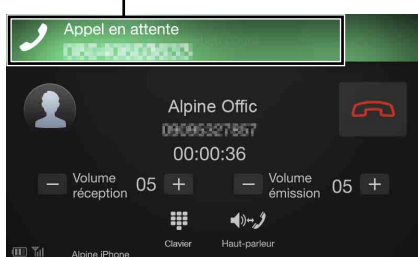 Appel en attente
Alpine Offic
09095327857
00:00:36
Volume réception
05
Volume émission
05
Clavier
Haut-parleur
Alpine iPhone